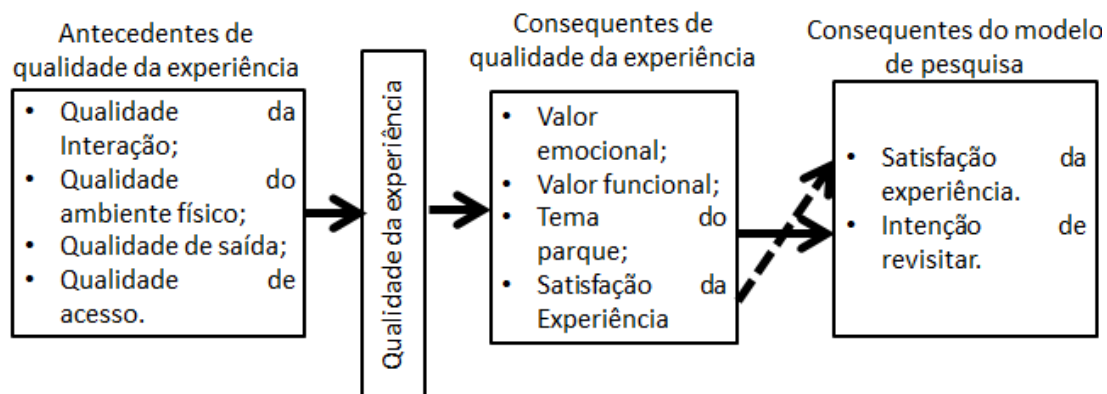 Antecedentes de
qualidade da experiência
• Qualidade da
Interação;
• Qualidade do
ambiente físico;
• Qualidade de saída;
• Qualidade de
acesso.
Qualidade da experiência
Consequentes de
qualidade da experiência
• Valor
emocional;
• Valor funcional;
• Tema do
parque;
• Satisfação da
Experiência
Consequentes do modelo
de pesquisa
• Satisfação da
experiência.
• Intenção de
revisitar.